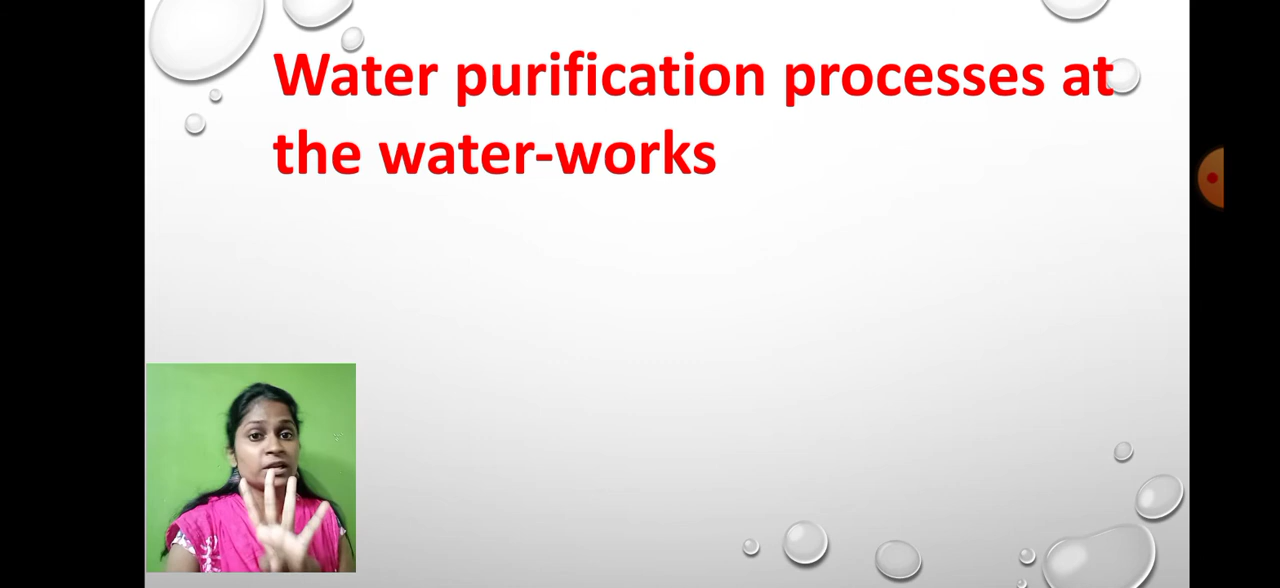 Water purification processes at
the water-works